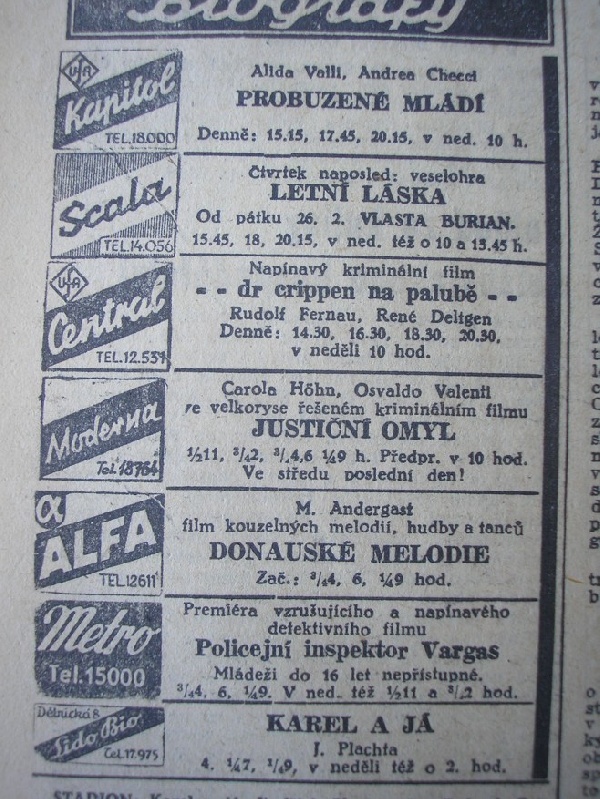 Biografy
UFA
Kapitol
TEL.18.000
Alida Valli, Andrea Checci
PROBUZENÉ MLÁDÍ
Denně: 15.15, 17.45, 20.15, v ned. 10 h.
Scala
TEL.14.056
Čtvrtek naposled: veselohra
LETNÍ LÁSKA
Od pátku 26. 2. VLASTA BURIAN.
15.45, 18, 20.15, v ned. též o 10 a 13.45 h.
UFA
Central
TEL.12.531
Napínavý kriminální film
- - dr crippen na palubě - -
Rudolf Fernau, René Deltgen
Denně: 14.30, 16.30, 18.30, 20.30,
v neděli 10 hod.
Moderna
Tel. 18764
Carola Höhn, Osvaldo Valenti
ve velkoryse řešeném kriminálním filmu
JUSTIČNÍ OMYL
½11, ¾2, ¾4,6 ¼9 h. Předpr. v 10 hod.
Ve středu poslední den!
α
ALFA
TEL.12611
M. Andergast
film kouzelných melodií, hudby a tanců
DONAUSKÉ MELODIE
Zač.: ¾4, 6, ¼9 hod.
Metro
Tel.15000
Premiéra vzrušujícího a napínavého
detektivního filmu
Policejní inspektor Vargas
Mládeži do 16 let nepřístupné.
¾4, 6, ¼9. V ned. též ½11 a ¾2 hod.
Dělnická 8
Lido Bio
Tel.17.975
KAREL A JÁ
J. Plachta
4, ¼7, ½9, v neděli též o 2. hod.
STADION